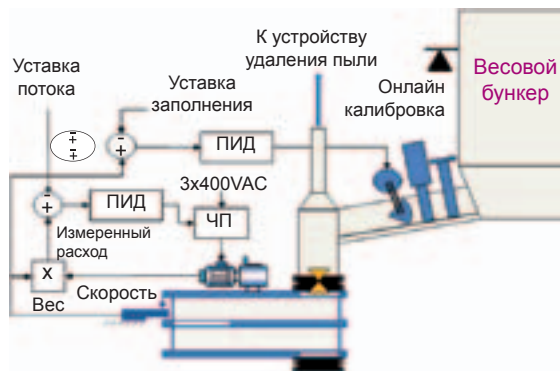 К устройству
удаления пыли
Уставка
потока
Уставка
заполнения
Онлайн
калибровка
Весовой
бункер
- +
- +
- +
ПИД
3x400VAC
- +
ПИД
ЧП
Измеренный
расход
x
Вес
Скорость